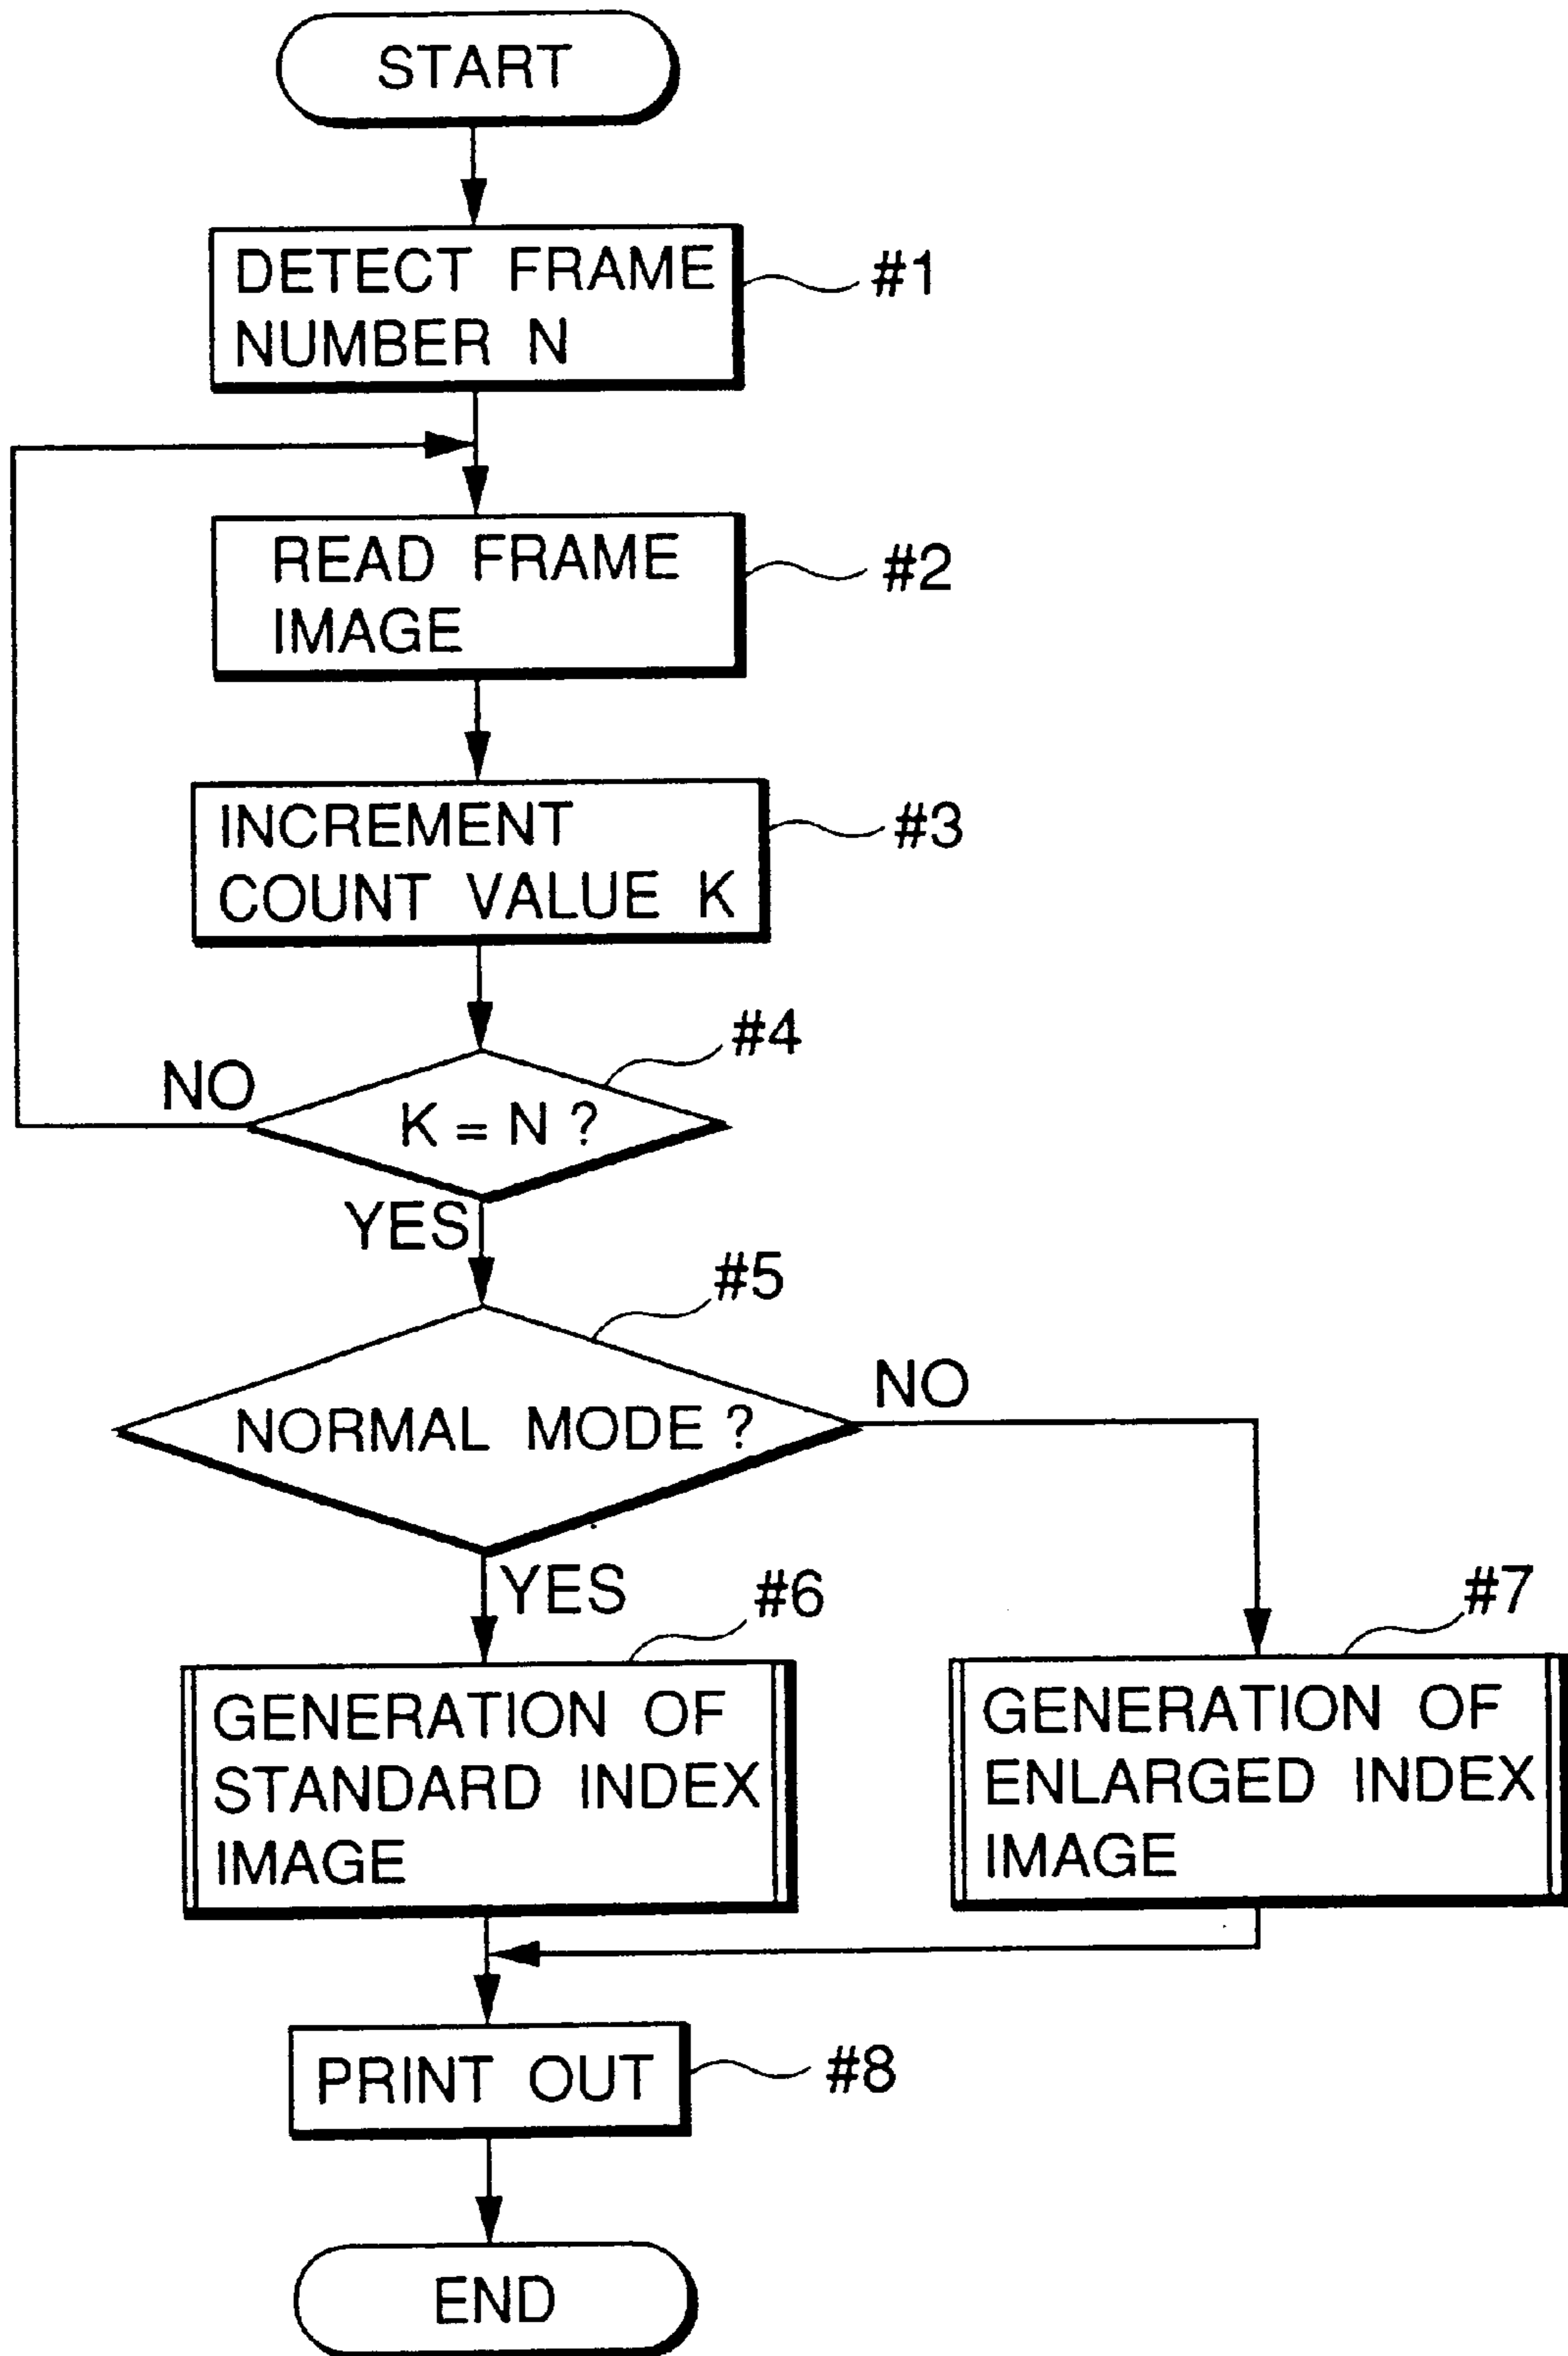 START
DETECT FRAME
NUMBER N
#1
READ FRAME
IMAGE
#2
INCREMENT
COUNT VALUE K
#3
#4
NO
K = N ?
YES
#5
NO
NORMAL MODE ?
YES
#6
#7
GENERATION OF
STANDARD INDEX
IMAGE
GENERATION OF
ENLARGED INDEX
IMAGE
PRINT OUT
#8
END